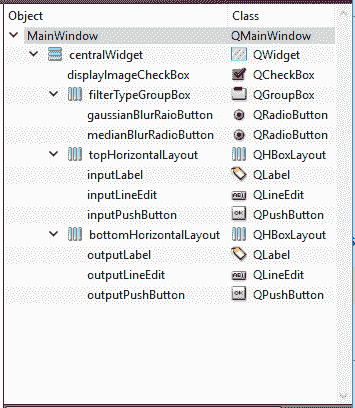 Object Class
MainWindow QMainWindow
centralWidget QWidget
displayImageCheckBox QCheckBox
filterTypeGroupBox QGroupBox
gaussianBlurRaioButton QRadioButton
medianBlurRadioButton QRadioButton
topHorizontalLayout QHBoxLayout
inputLabel QLabel
inputLineEdit QLineEdit
inputPushButton QPushButton
bottomHorizontalLayout QHBoxLayout
outputLabel QLabel
outputLineEdit QLineEdit
outputPushButton QPushButton